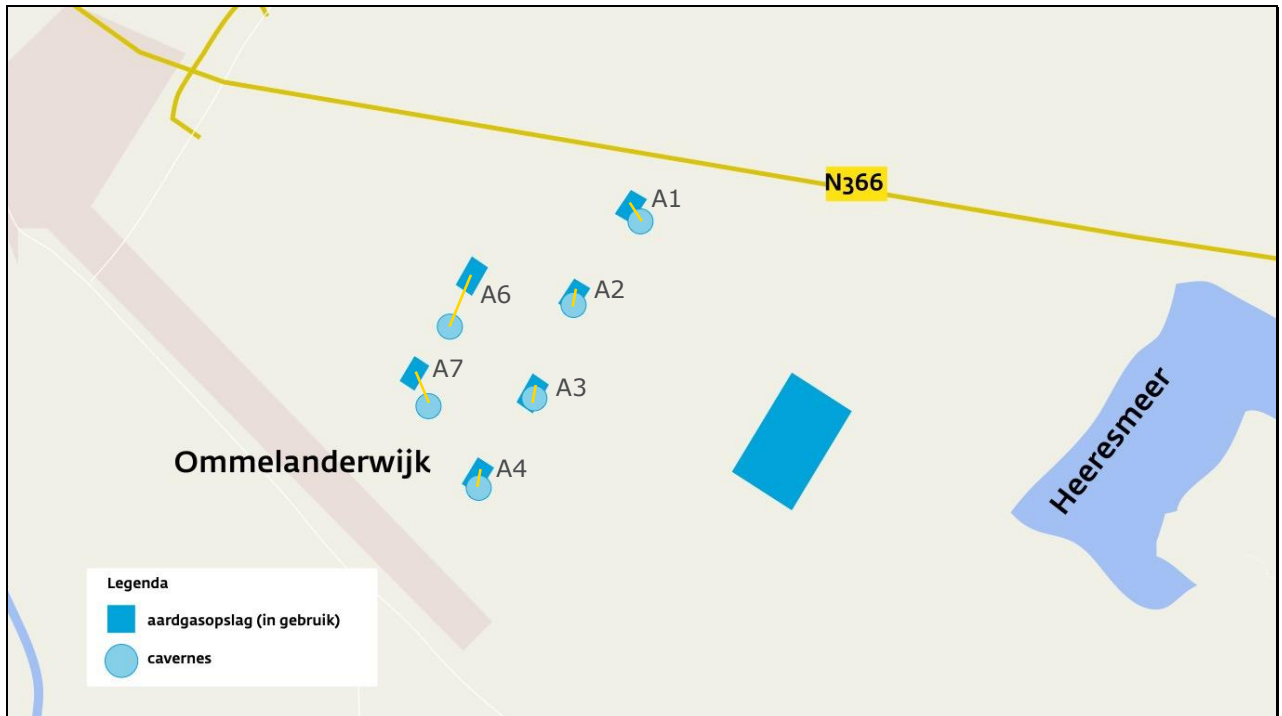 N366
A1
A2
A6
A7
A3
Ommelanderwijk
A4
Heeresmeer
Legenda
aardgasopslag (in gebruik)
cavernes